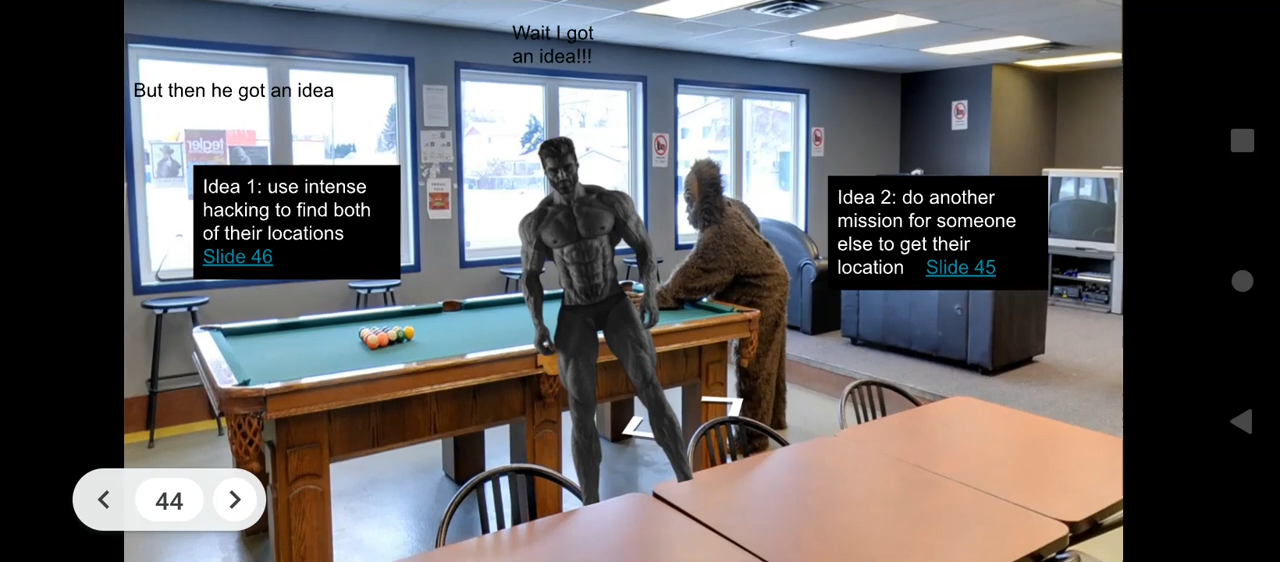 Wait I got
an idea!!!
But then he got an idea
Idea 1: use intense
hacking to find both
of their locations
Slide 46
Idea 2: do another
mission for someone
else to get their
location Slide 45
44